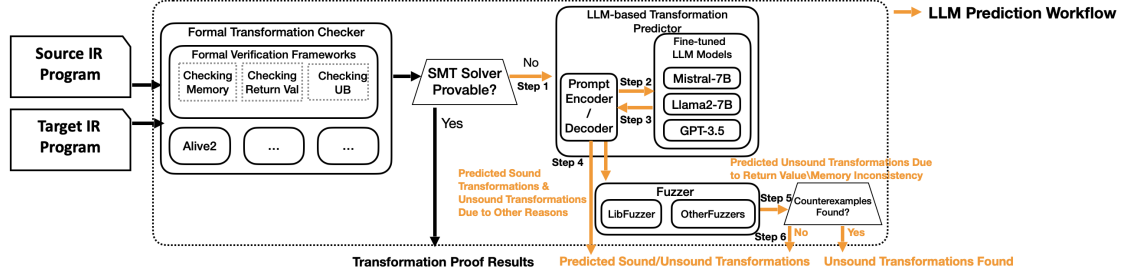 Source IR
Program
Target IR
Program
Formal Transformation Checker
Formal Verification Frameworks
Checking
Memory
Checking
Return Val
Checking
UB
Alive2
...
...
SMT Solver
Provable?
No
Step 1
Yes
LLM-based Transformation
Predictor
Fine-tuned
LLM Models
Mistral-7B
Llama2-7B
GPT-3.5
Prompt
Encoder
/
Decoder
Step 2
Step 3
Step 4
LLM Prediction Workflow
Predicted Sound
Transformations &
Unsound Transformations
Due to Other Reasons
Predicted Unsound Transformations Due
to Return Value\Memory Inconsistency
Fuzzer
LibFuzzer
OtherFuzzers
Step 5
Counterexamples
Found?
Step 6
No
Yes
Transformation Proof Results
Predicted Sound/Unsound Transformations
Unsound Transformations Found